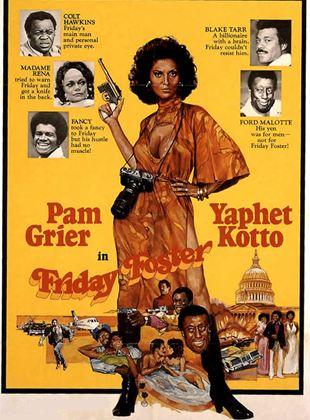 COLT
HAWKINS
Friday's
main man
and personal
private eye.
MADAME
RENA
tried to warn
Friday and
got a knife
in the back.
FANCY
took a fancy
to Friday
but his hustle
had no
muscle!
BLAKE TARR
A billionaire
with a brain.
Friday couldn't
resist him.
FORD MALOTTE
His yen
was for men—
not for
Friday Foster!
Pam
Grier
in
Yaphet
Kotto
Friday Foster